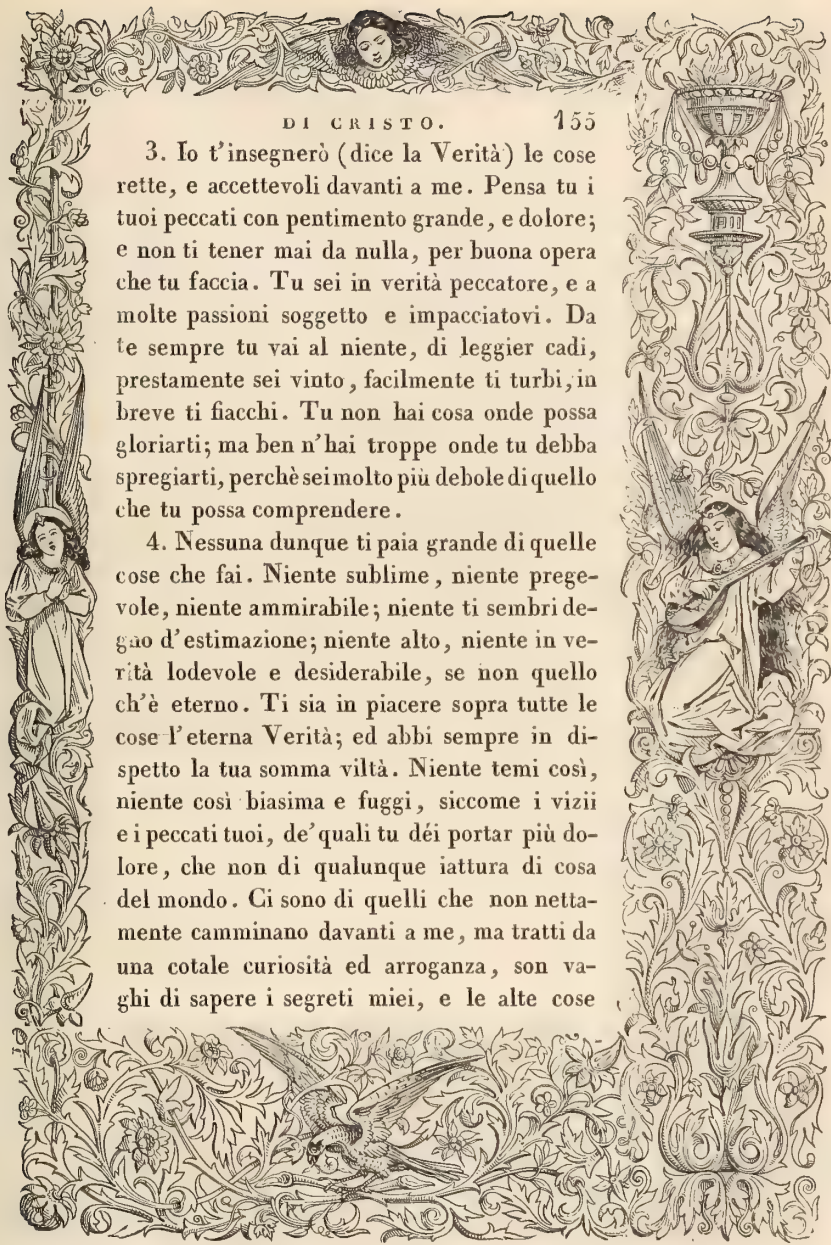 DI CRISTO. 155
3. Io t'insegnerò (dice la Verità) le cose
rette, e accettevoli davanti a me. Pensa tu i
tuoi peccati con pentimento grande, e dolore;
e non ti tener mai da nulla, per buona opera
che tu faccia. Tu sei in verità peccatore, e a
molte passioni soggetto e impacciatovi. Da
te sempre tu vai al niente, di leggier cadi,
prestamente sei vinto, facilmente ti turbi, in
breve ti fiacchi. Tu non hai cosa onde possa
gloriarti; ma ben n'hai troppe onde tu debba
spregiarti, perchè sei molto più debole di quello
che tu possa comprendere.
4. Nessuna dunque ti paia grande di quelle
cose che fai. Niente sublime, niente prege-
vole, niente ammirabile; niente ti sembri de-
gno d'estimazione; niente alto, niente in ve-
rità lodevole e desiderabile, se non quello
ch'è eterno. Ti sia in piacere sopra tutte le
cose l'eterna Verità; ed abbi sempre in di-
spetto la tua somma viltà. Niente temi così,
niente così biasima e fuggi, siccome i vizii
e i peccati tuoi, de' quali tu déi portar più do-
lore, che non di qualunque iattura di cosa
del mondo. Ci sono di quelli che non netta-
mente camminano davanti a me, ma tratti da
una cotale curiosità ed arroganza, son va-
ghi di sapere i segreti miei, e le alte cose